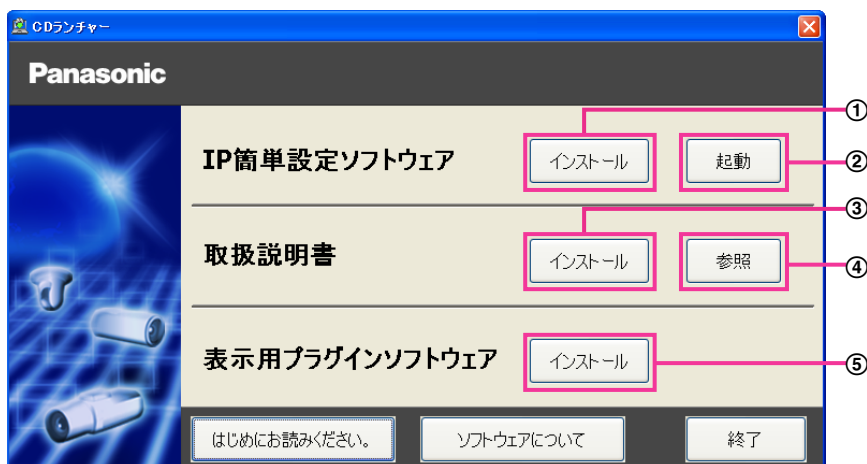 CDランチャー
Panasonic
①
IP簡単設定ソフトウェア インストール 起動 ②
③
取扱説明書 インストール 参照 ④
表示用プラグインソフトウェア インストール ⑤
はじめにお読みください。 ソフトウェアについて 終了